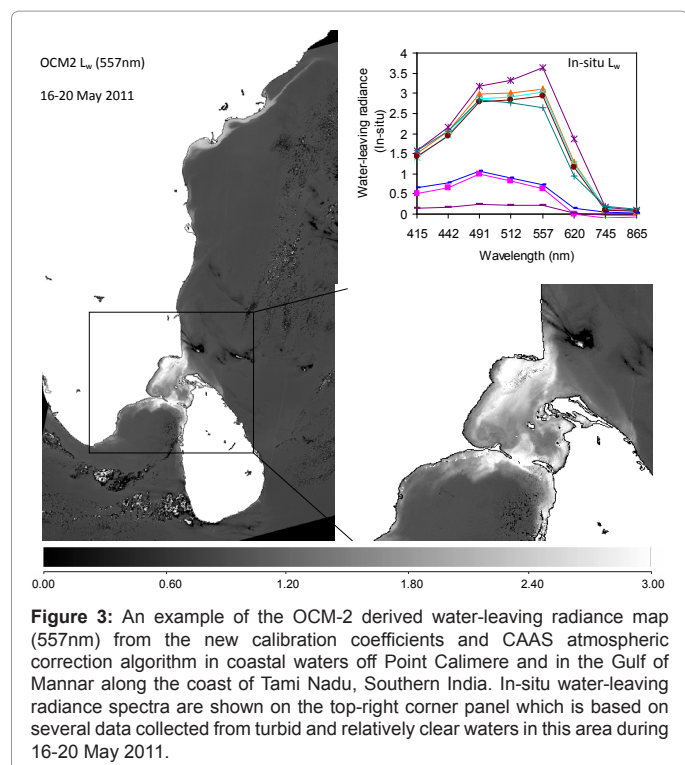 OCM2 Lw (557nm)
16-20 May 2011
In-situ Lw
Water-leaving radiance
(In-situ)
4
3.5
3
2.5
2
1.5
1
0.5
0
415 442 491 512 557 620 745 865
Wavelength (nm)
0.00 0.60 1.20 1.80 2.40 3.00
Figure 3: An example of the OCM-2 derived water-leaving radiance map
(557nm) from the new calibration coefficients and CAAS atmospheric
correction algorithm in coastal waters off Point Calimere and in the Gulf of
Mannar along the coast of Tami Nadu, Southern India. In-situ water-leaving
radiance spectra are shown on the top-right corner panel which is based on
several data collected from turbid and relatively clear waters in this area during
16-20 May 2011.